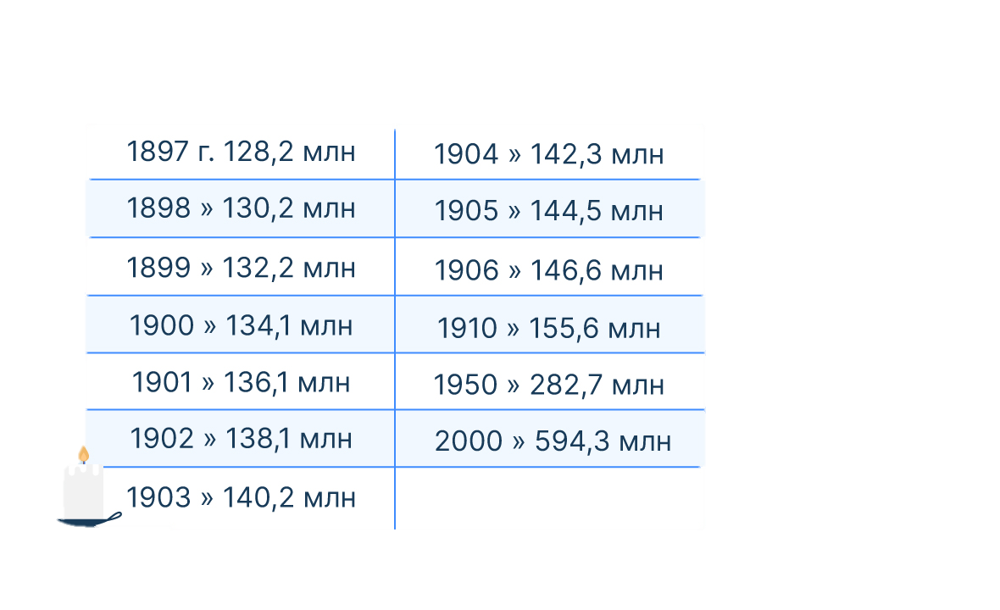 1897 г. 128,2 млн
1898 » 130,2 млн
1899 » 132,2 млн
1900 » 134,1 млн
1901 » 136,1 млн
1902 » 138,1 млн
1903 » 140,2 млн
1904 » 142,3 млн
1905 » 144,5 млн
1906 » 146,6 млн
1910 » 155,6 млн
1950 » 282,7 млн
2000 » 594,3 млн